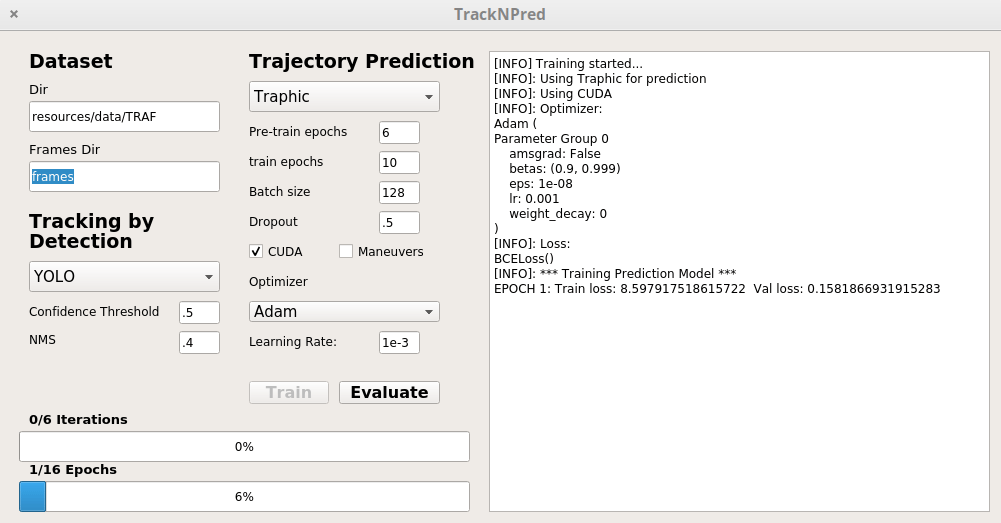 TrackNPred
Dataset
Dir
resources/data/TRAF
Frames Dir
frames
Tracking by
Detection
YOLO
Confidence Threshold .5
NMS .4
Trajectory Prediction
Traphic
Pre-train epochs 6
train epochs 10
Batch size 128
Dropout .5
CUDA Maneuvers
Optimizer
Adam
Learning Rate: 1e-3
Train Evaluate
0/6 Iterations
0%
1/16 Epochs
6%
[INFO] Training started...
[INFO]: Using Traphic for prediction
[INFO]: Using CUDA
[INFO]: Optimizer:
Adam (
Parameter Group 0
    amsgrad: False
    betas: (0.9, 0.999)
    eps: 1e-08
    lr: 0.001
    weight_decay: 0
)
[INFO]: Loss:
BCELoss()
[INFO]: *** Training Prediction Model ***
EPOCH 1: Train loss: 8.597917518615722  Val loss: 0.1581866931915283